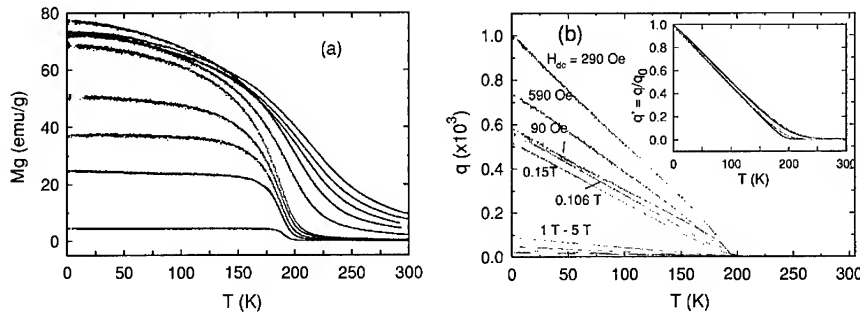 80
70
60
40
20
0
Mg (emu/g)
(a)
0 50 100 150 200 250 300
T (K)
(b)
1.0
0.8
0.6
0.4
0.2
0.0
q (x10³)
H_dc = 290 Oe
590 Oe
90 Oe
0.15T
0.106 T
1 T - 5 T
0 50 100 150 200 250 300
T (K)
1.0
0.8
0.6
0.4
0.2
0.0
q* = q/q₀
0 100 200 300
T (K)